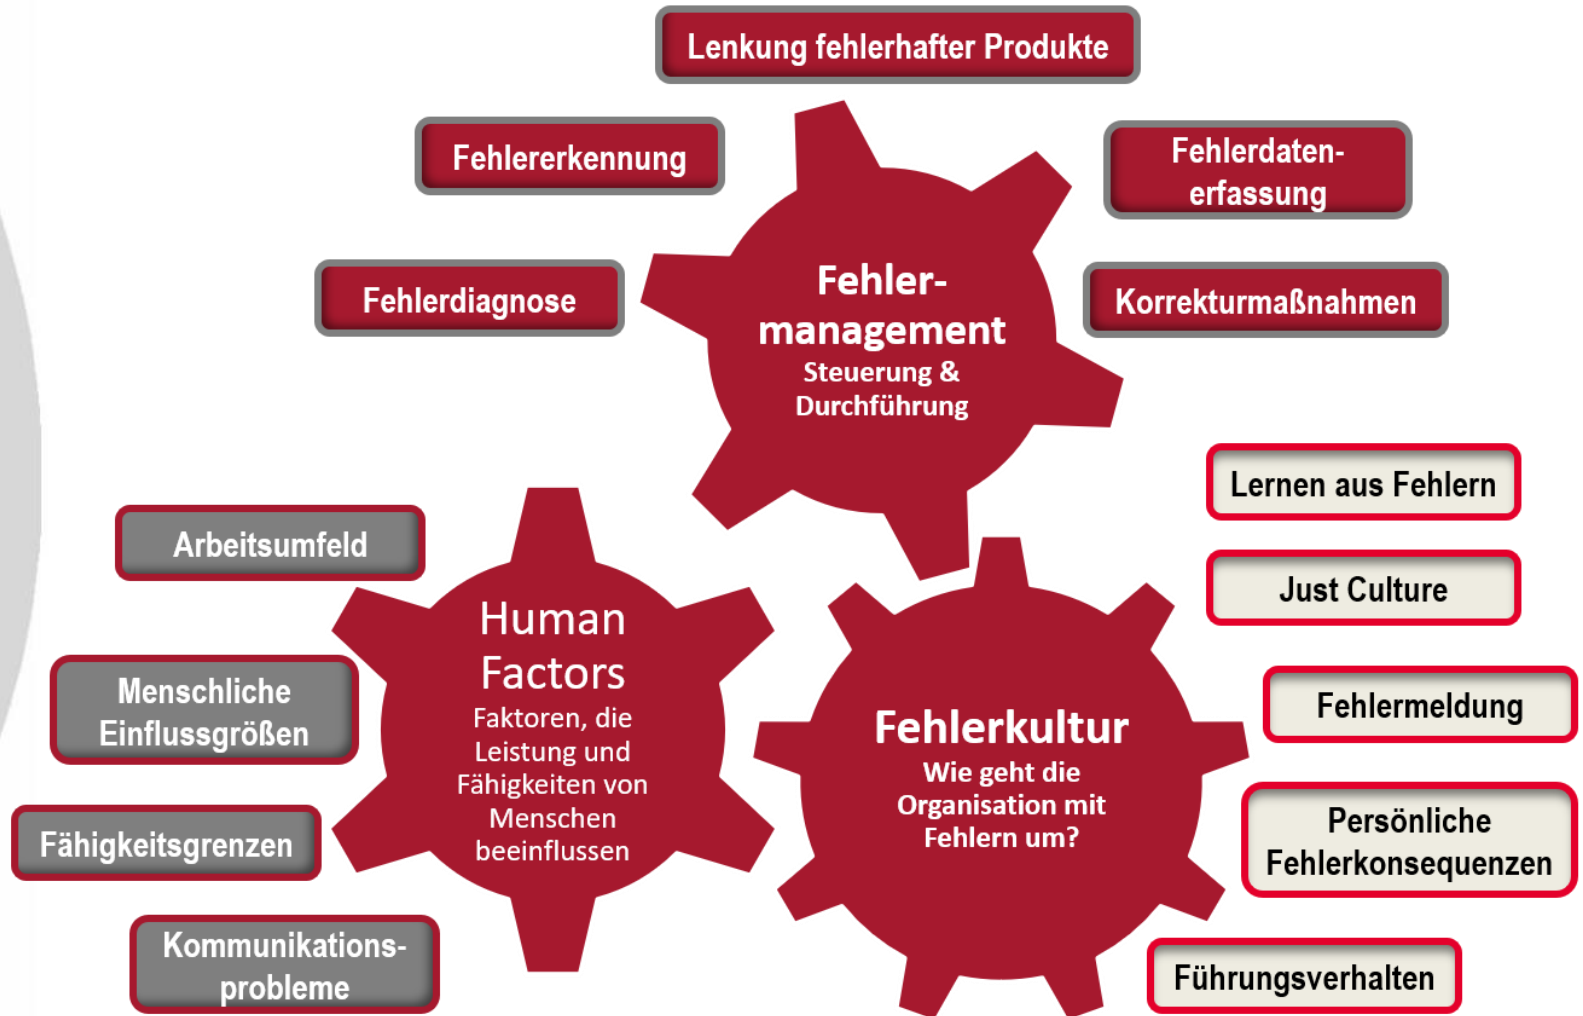 Lenkung fehlerhafter Produkte
Fehlererkennung
Fehlerdaten-
erfassung
Fehlerdiagnose
Korrekturmaßnahmen
Fehler-
management
Steuerung &
Durchführung
Arbeitsumfeld
Menschliche
Einflussgrößen
Fähigkeitsgrenzen
Kommunikations-
probleme
Human
Factors
Faktoren, die
Leistung und
Fähigkeiten von
Menschen
beeinflussen
Fehlerkultur
Wie geht die
Organisation mit
Fehlern um?
Lernen aus Fehlern
Just Culture
Fehlermeldung
Persönliche
Fehlerkonsequenzen
Führungsverhalten